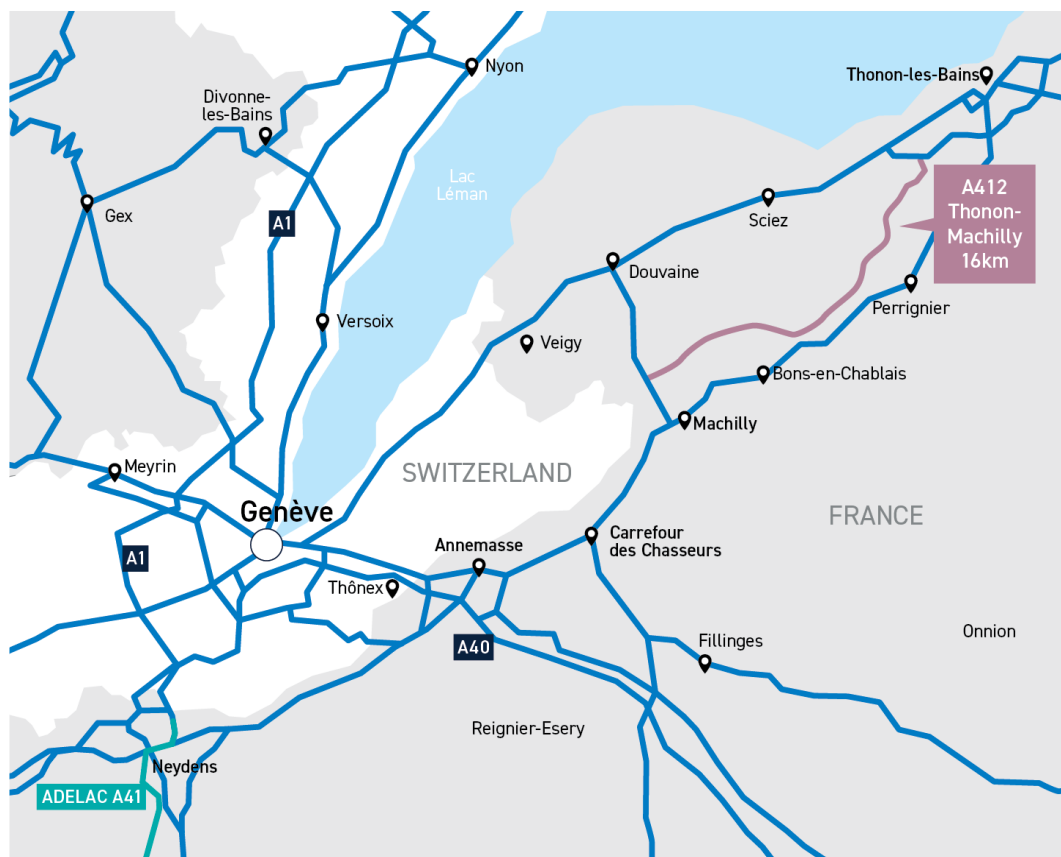 Nyon
Thonon-les-Bains
Divonne-
les-Bains
Lac
Léman
A412
Thonon-
Machilly
16km
Gex
A1
Sciez
Douvaine
Perrignier
Versoix
Veigy
Bons-en-Chablais
Machilly
Meyrin
SWITZERLAND
Genève
FRANCE
Carrefour
des Chasseurs
A1
Annemasse
Thônex
A40
Fillinges
Onnion
Reignier-Esery
Neydens
ADELAC A41